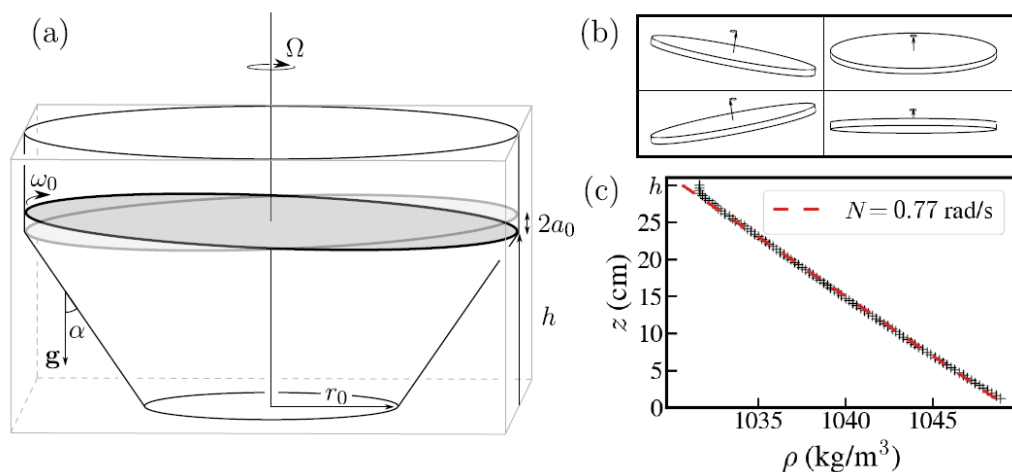 (a)
Ω
ω₀
2a₀
h
α
g
r₀
(b)
(c)
h
25
20
15
10
5
0
z (cm)
N = 0.77 rad/s
1035
1040
1045
ρ (kg/m³)